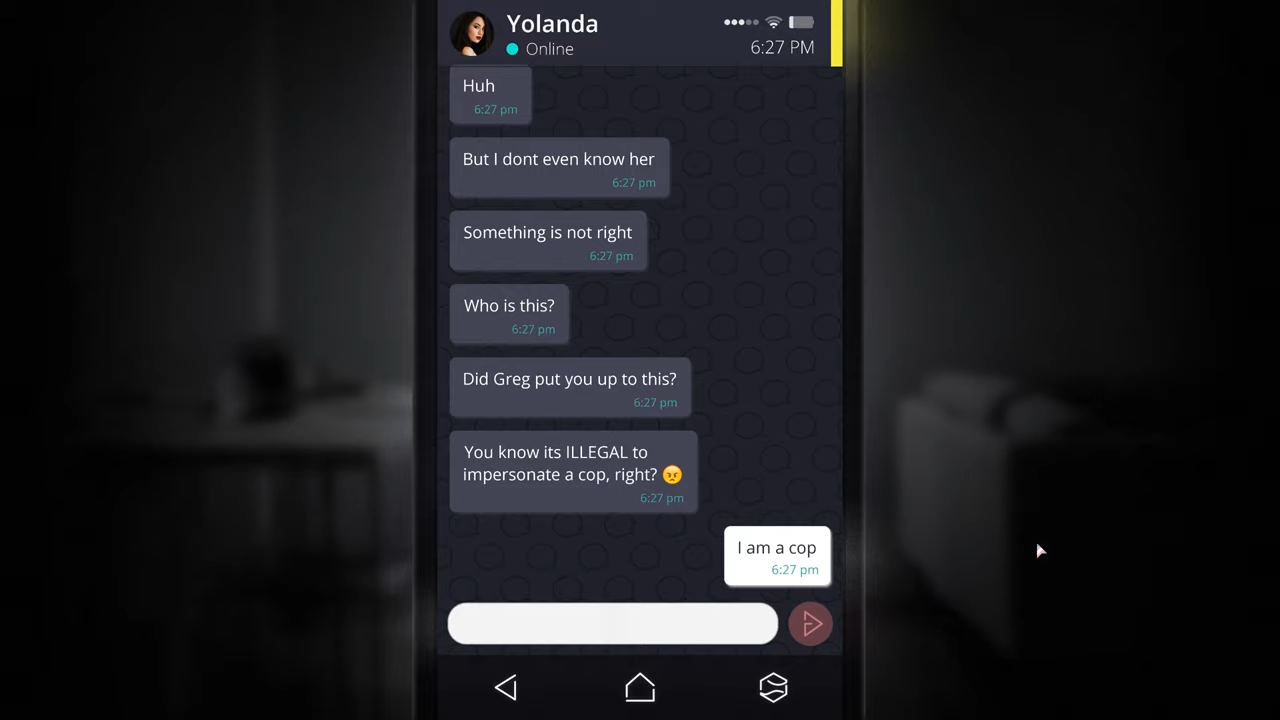 Yolanda
Online
6:27 PM
Huh
6:27 pm
But I dont even know her
6:27 pm
Something is not right
6:27 pm
Who is this?
6:27 pm
Did Greg put you up to this?
6:27 pm
You know its ILLEGAL to
impersonate a cop, right? 😠
6:27 pm
I am a cop
6:27 pm